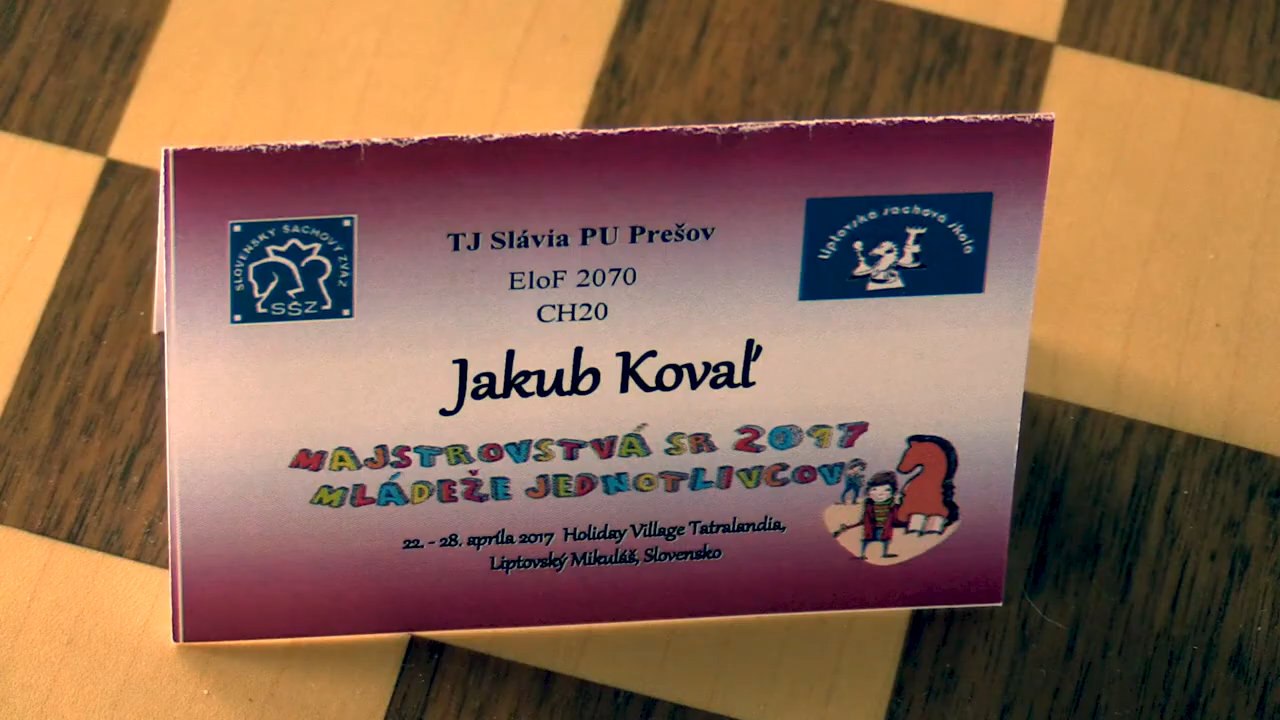 SLOVENSKÝ ŠACHOVÝ ZVÄZ
SŠZ
TJ Slávia PU Prešov
Liptovská šachová škola
EloF 2070
CH20
Jakub Kovaľ
MAJSTROVSTVÁ SR 2017
MLÁDEŽE JEDNOTLIVCOV
22. - 28. apríla 2017 Holiday Village Tatralandia,
Liptovský Mikuláš, Slovensko